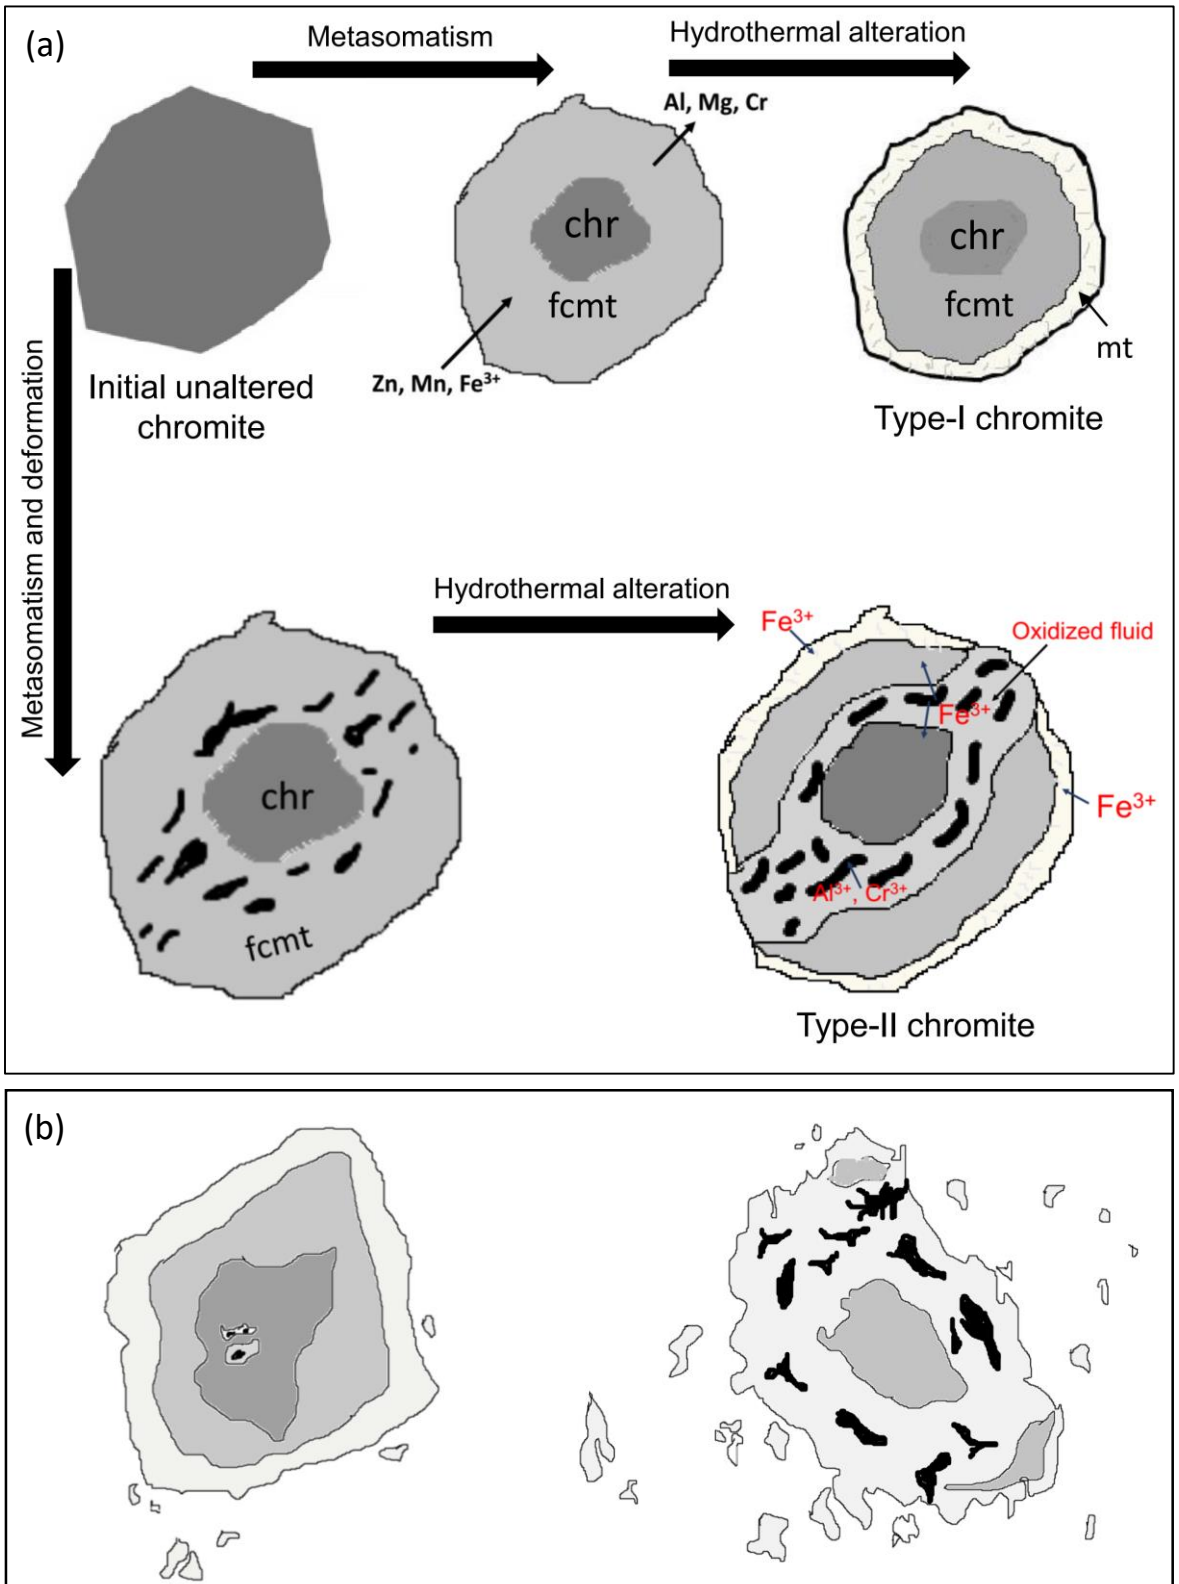 (a)
Metasomatism
Hydrothermal alteration
Al, Mg, Cr
chr
fcmt
Zn, Mn, Fe³⁺
Initial unaltered
chromite
chr
fcmt
mt
Type-I chromite
Metasomatism and deformation
Hydrothermal alteration
chr
fcmt
Fe³⁺
Oxidized fluid
Fe³⁺
Fe³⁺
Al³⁺, Cr³⁺
Type-II chromite
(b)